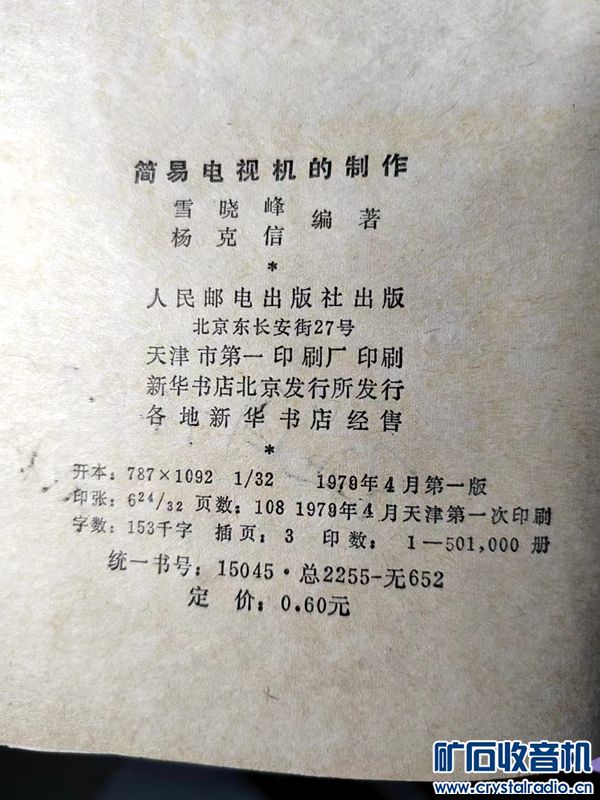 简易电视机的制作
雪晓峰
杨克信 编著
*
人民邮电出版社出版
北京东长安街27号
天津市第一印刷厂印刷
新华书店北京发行所发行
各地新华书店经售
*
开本:787×1092 1/32 1979年4月第一版
印张:6 24/32 页数:108 1979年4月天津第一次印刷
字数:153千字 插页:3 印数:1—501,000册
统一书号:15045·总2255-无652
定价:0.60元
矿石收音机
www.crystalradio.cn